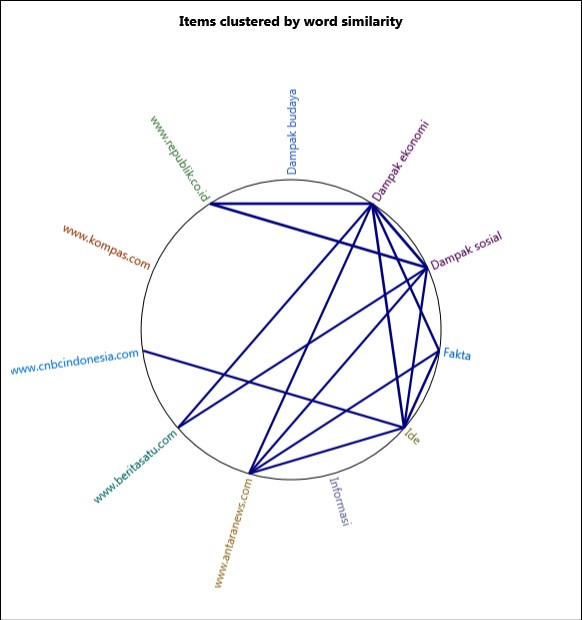 Items clustered by word similarity
Dampak budaya
Dampak ekonomi
Dampak sosial
Fakta
Ide
Informasi
www.antaranews.com
www.beritasatu.com
www.cnbcindonesia.com
www.kompas.com
www.republik.co.id